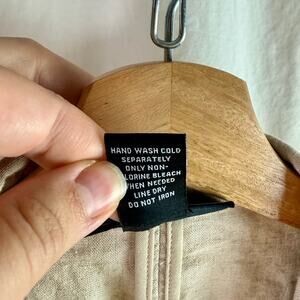 HAND WASH COLD
SEPARATELY
ONLY NON-
CHLORINE BLEACH
WHEN NEEDED
LINE DRY
DO NOT IRON